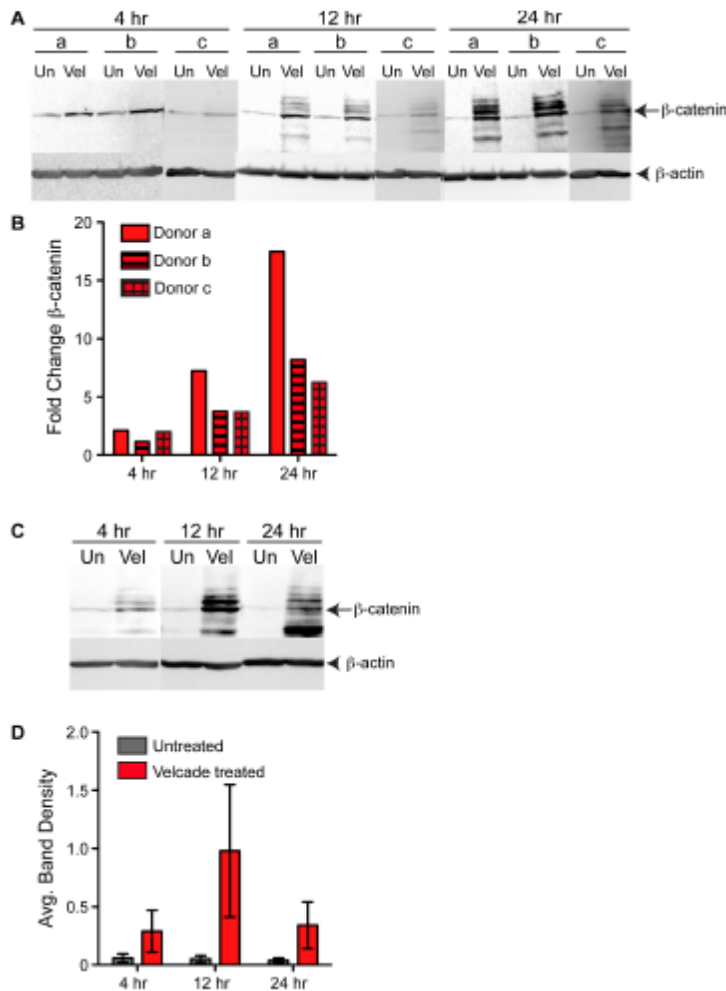 A
4 hr 12 hr 24 hr
a b c a b c a b c
Un Vel Un Vel Un Vel Un Vel Un Vel Un Vel Un Vel Un Vel Un Vel
β-catenin
β-actin
B
Fold Change β-catenin
20
15
10
5
0
Donor a
Donor b
Donor c
4 hr 12 hr 24 hr
C
4 hr 12 hr 24 hr
Un Vel Un Vel Un Vel
β-catenin
β-actin
D
Avg. Band Density
2.0
1.5
1.0
0.5
0
Untreated
Velcade treated
4 hr 12 hr 24 hr